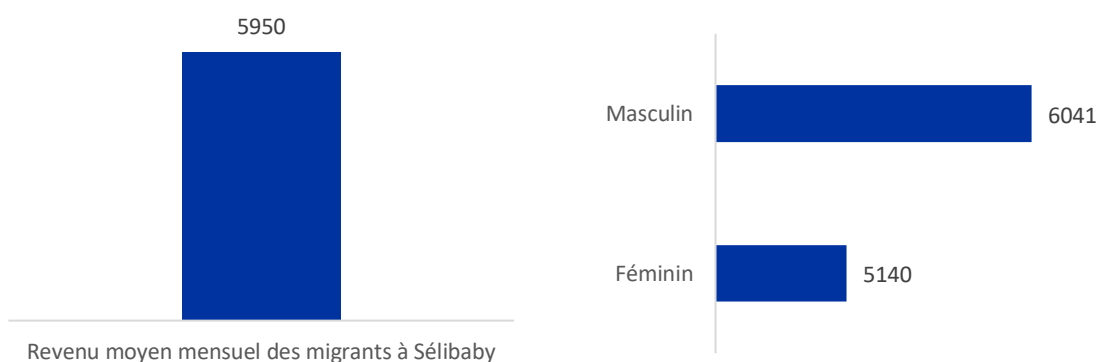 5950
Revenu moyen mensuel des migrants à Sélibaby
Masculin
6041
Féminin
5140